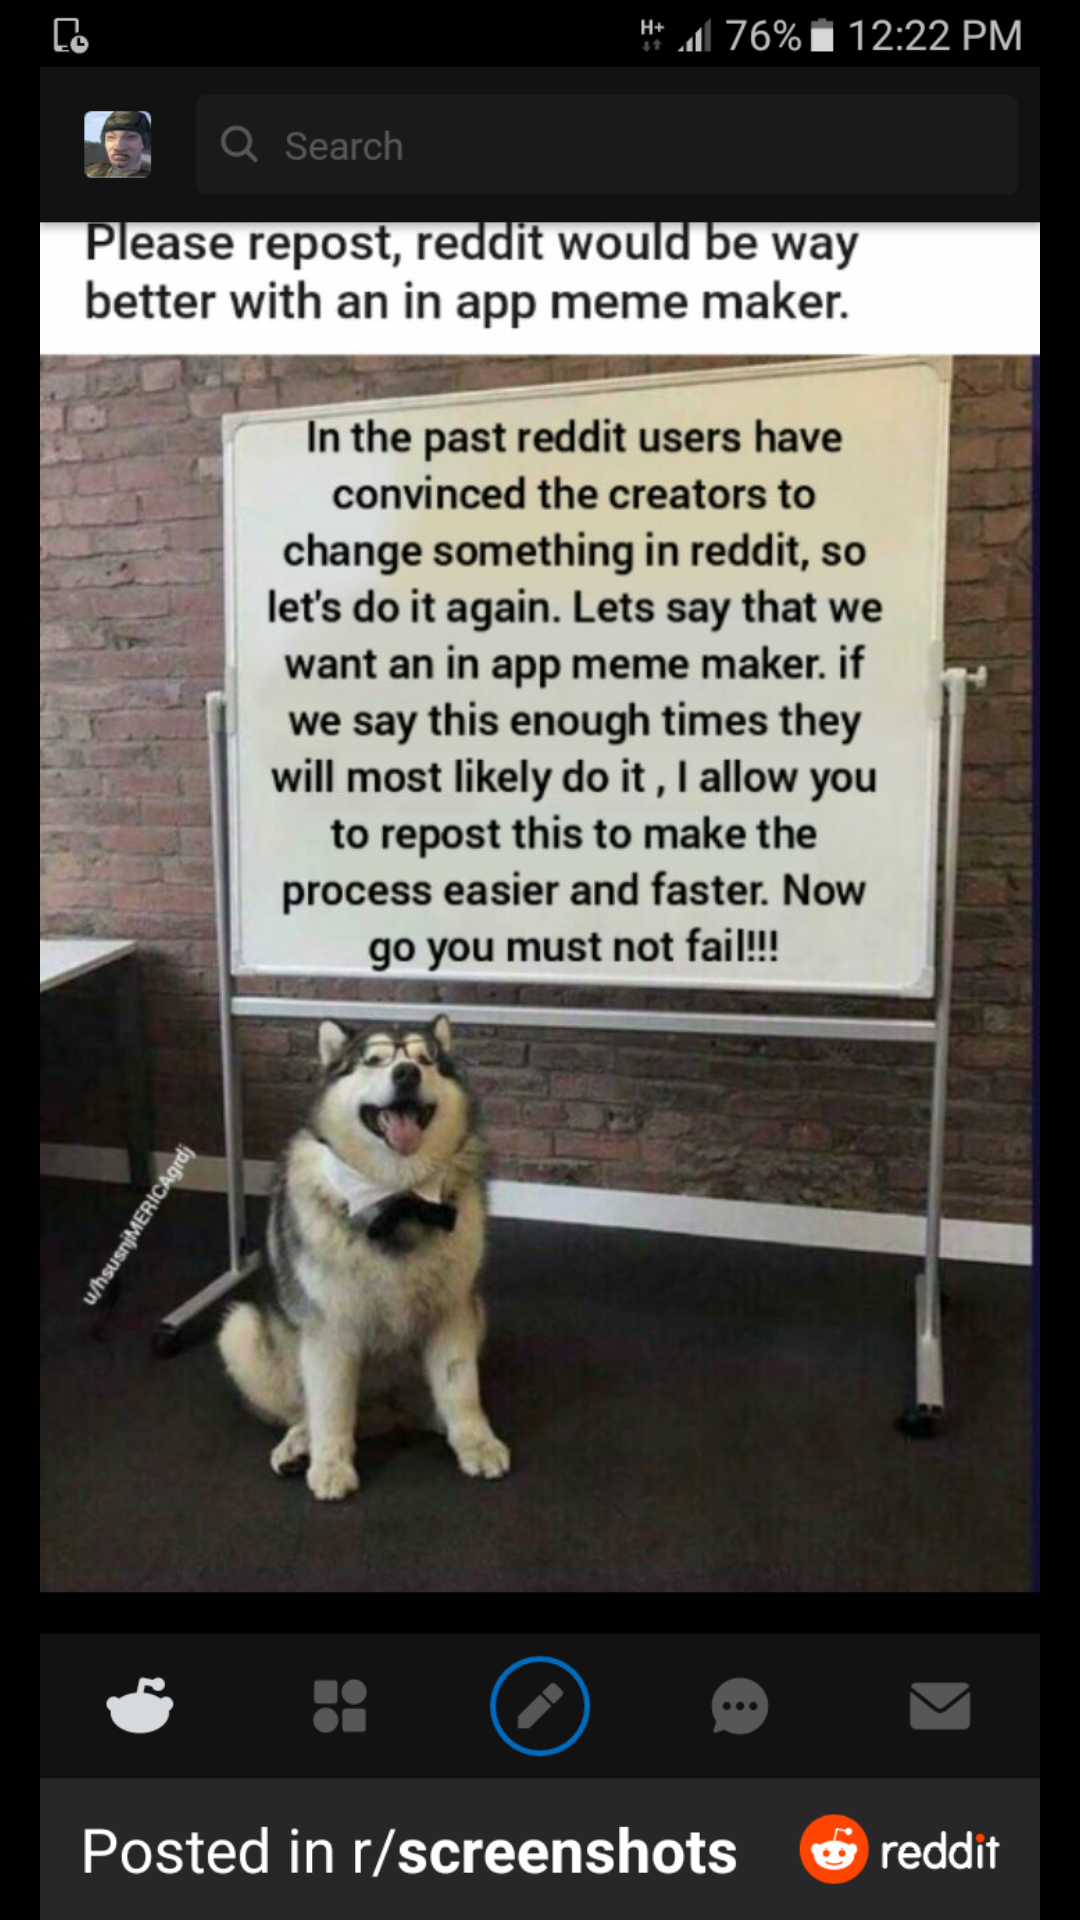 H+ 76% 12:22 PM
Search
Please repost, reddit would be way
better with an in app meme maker.
In the past reddit users have
convinced the creators to
change something in reddit, so
let's do it again. Lets say that we
want an in app meme maker. if
we say this enough times they
will most likely do it , I allow you
to repost this to make the
process easier and faster. Now
go you must not fail!!!
u/hsusnjMERICAgrdj
Posted in r/screenshots
reddit